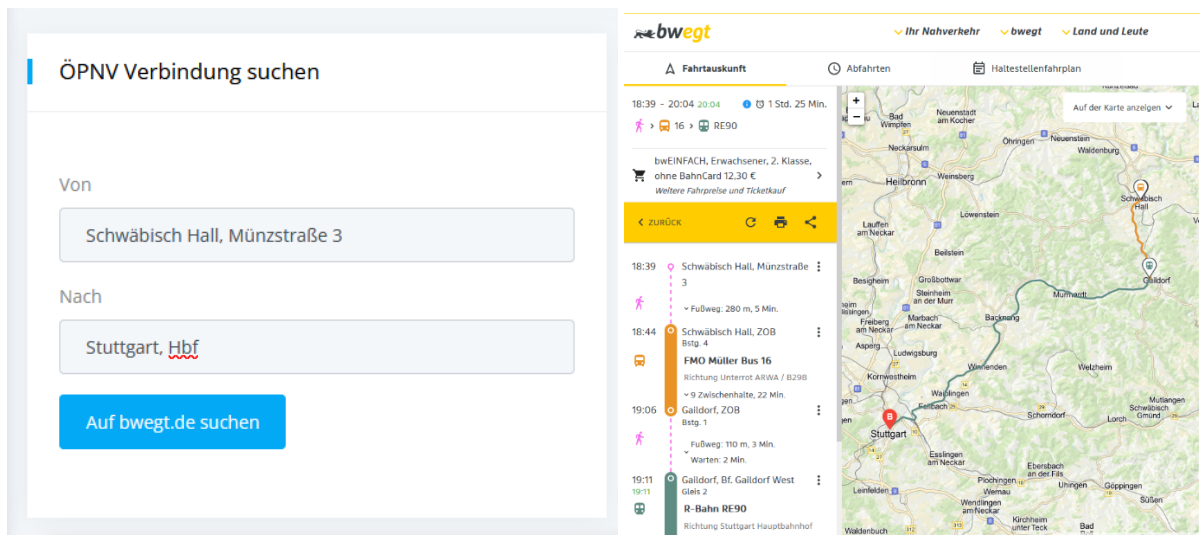 ÖPNV Verbindung suchen
Von
Schwäbisch Hall, Münzstraße 3
Nach
Stuttgart, Hbf
Auf bwegt.de suchen
bwegt
Ihr Nahverkehr
bwegt
Land und Leute
Fahrtauskunft
Abfahrten
Haltestellenfahrplan
18:39 - 20:04 20:04 1 Std. 25 Min.
> 16 > RE90
bwEINFACH, Erwachsener, 2. Klasse,
ohne BahnCard 12,30 €
Weitere Fahrpreise und Ticketkauf
ZURÜCK
18:39 Schwäbisch Hall, Münzstraße
3
Fußweg: 280 m, 5 Min.
18:44 Schwäbisch Hall, ZOB
Bstg. 4
FMO Müller Bus 16
Richtung Unterrot ARWA / B298
9 Zwischenhalte, 22 Min.
19:06 Gaildorf, ZOB
Bstg. 1
Fußweg: 110 m, 3 Min.
Warten: 2 Min.
19:11 Gaildorf, Bf. Gaildorf West
19:11 Gleis 2
R-Bahn RE90
Richtung Stuttgart Hauptbahnhof
+
−
Auf der Karte anzeigen
Bad
Wimpfen
Neuenstadt
am Kocher
Neckarsulm
Öhringen
Neuenstein
Waldenburg
Heilbronn
Weinsberg
Schwäbisch
Hall
Löwenstein
Lauffen
am Neckar
Beilstein
Besigheim
Großbottwar
Gaildorf
Steinheim
an der Murr
Murrhardt
Freiberg
am Neckar
Marbach
am Neckar
Backnang
Asperg
Ludwigsburg
Kornwestheim
Winnenden
Welzheim
Waiblingen
Fellbach
Schorndorf
Lorch
Mutlangen
Schwäbisch
Gmünd
B
Stuttgart
Esslingen
am Neckar
Ebersbach
an der Fils
Plochingen
Wernau
Uhingen
Göppingen
Leinfelden
Wendlingen
am Neckar
Süßen
Kirchheim
unter Teck
Bad
Waldenbuch